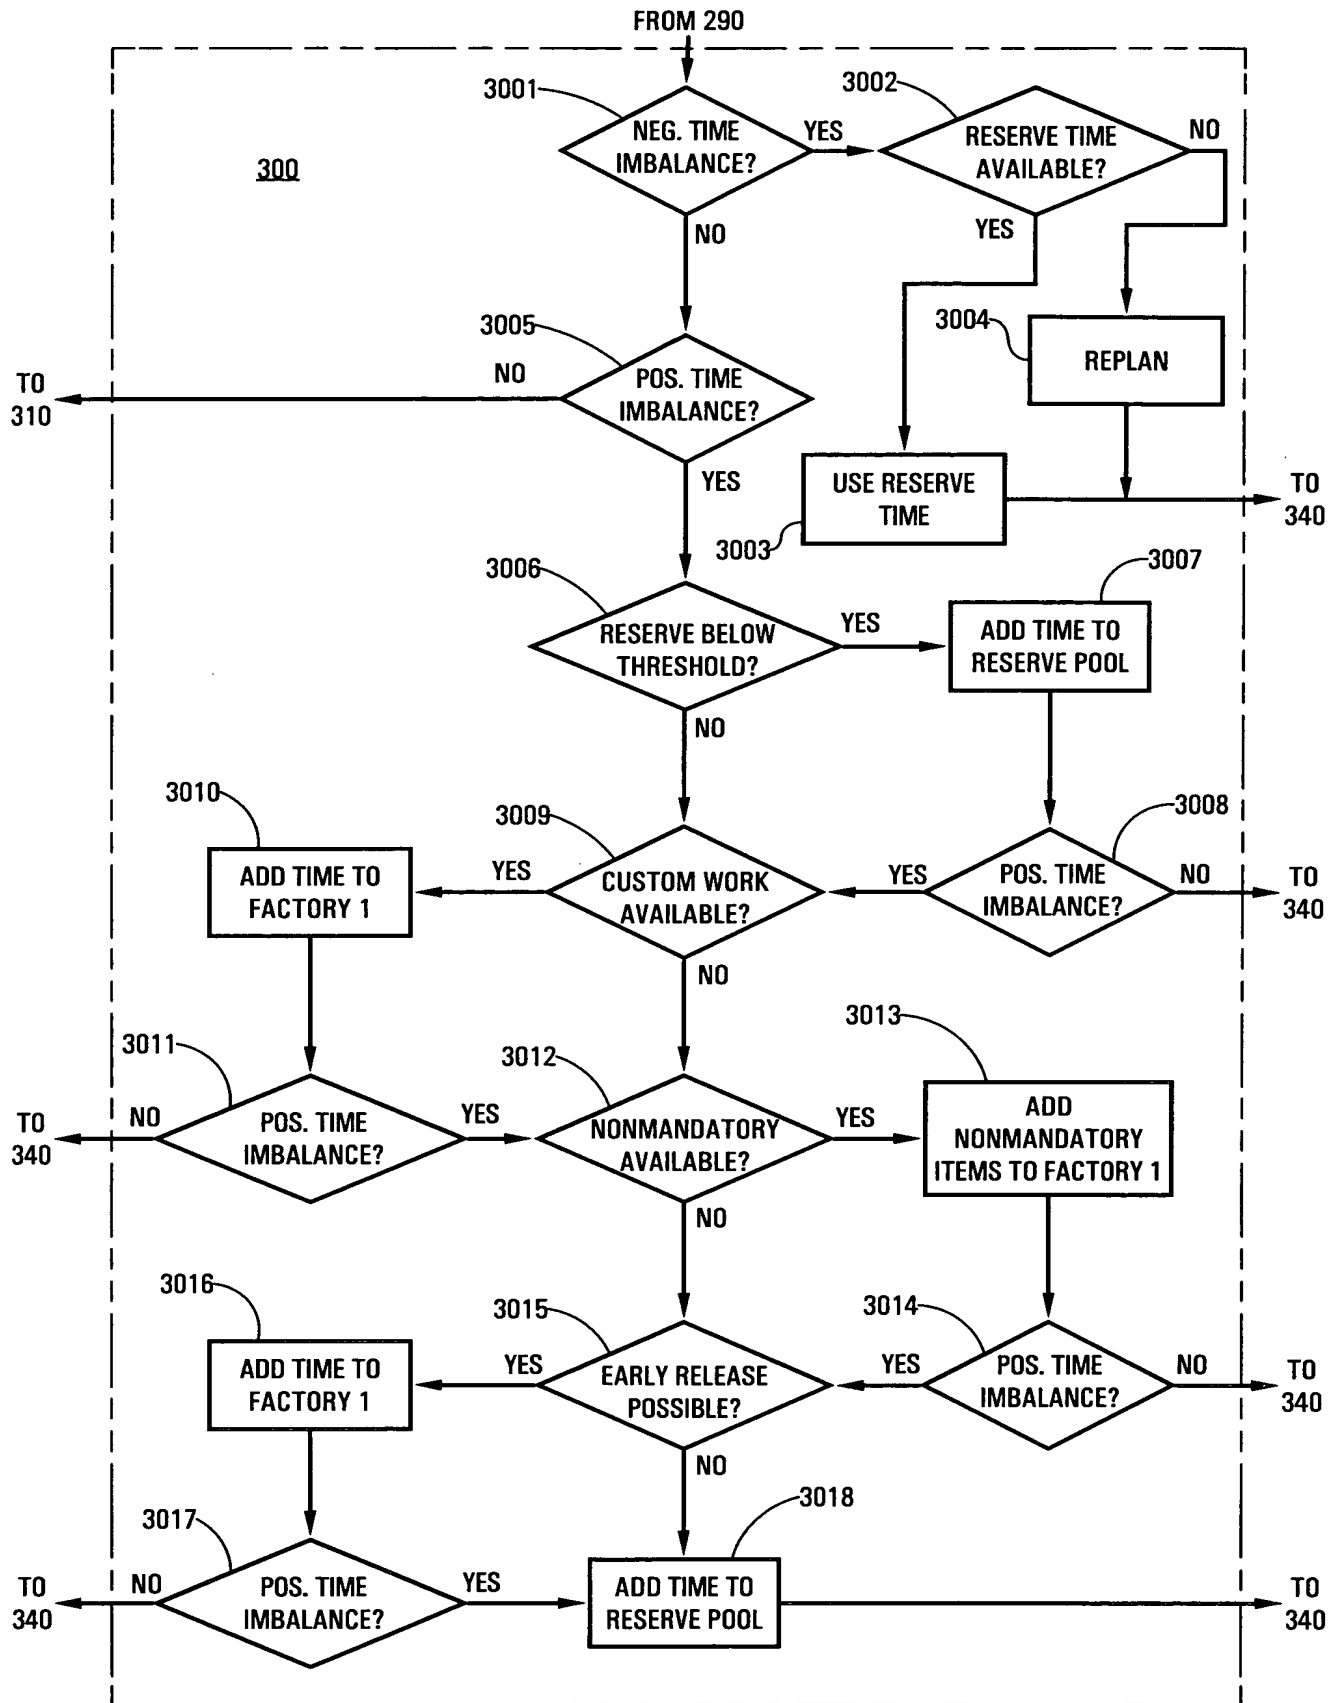 FROM 290
3001
3002
NEG. TIME
IMBALANCE?
YES
RESERVE TIME
AVAILABLE?
NO
300
NO
YES
3005
3004
REPLAN
TO
310
NO
POS. TIME
IMBALANCE?
YES
USE RESERVE
TIME
TO
340
3003
3006
3007
RESERVE BELOW
THRESHOLD?
YES
ADD TIME TO
RESERVE POOL
NO
3010
3009
3008
ADD TIME TO
FACTORY 1
YES
CUSTOM WORK
AVAILABLE?
YES
POS. TIME
IMBALANCE?
NO
TO
340
NO
3011
3012
3013
TO
340
NO
POS. TIME
IMBALANCE?
YES
NONMANDATORY
AVAILABLE?
YES
ADD
NONMANDATORY
ITEMS TO FACTORY 1
NO
3016
3015
3014
ADD TIME TO
FACTORY 1
YES
EARLY RELEASE
POSSIBLE?
YES
POS. TIME
IMBALANCE?
NO
TO
340
NO
3017
3018
TO
340
NO
POS. TIME
IMBALANCE?
YES
ADD TIME TO
RESERVE POOL
TO
340